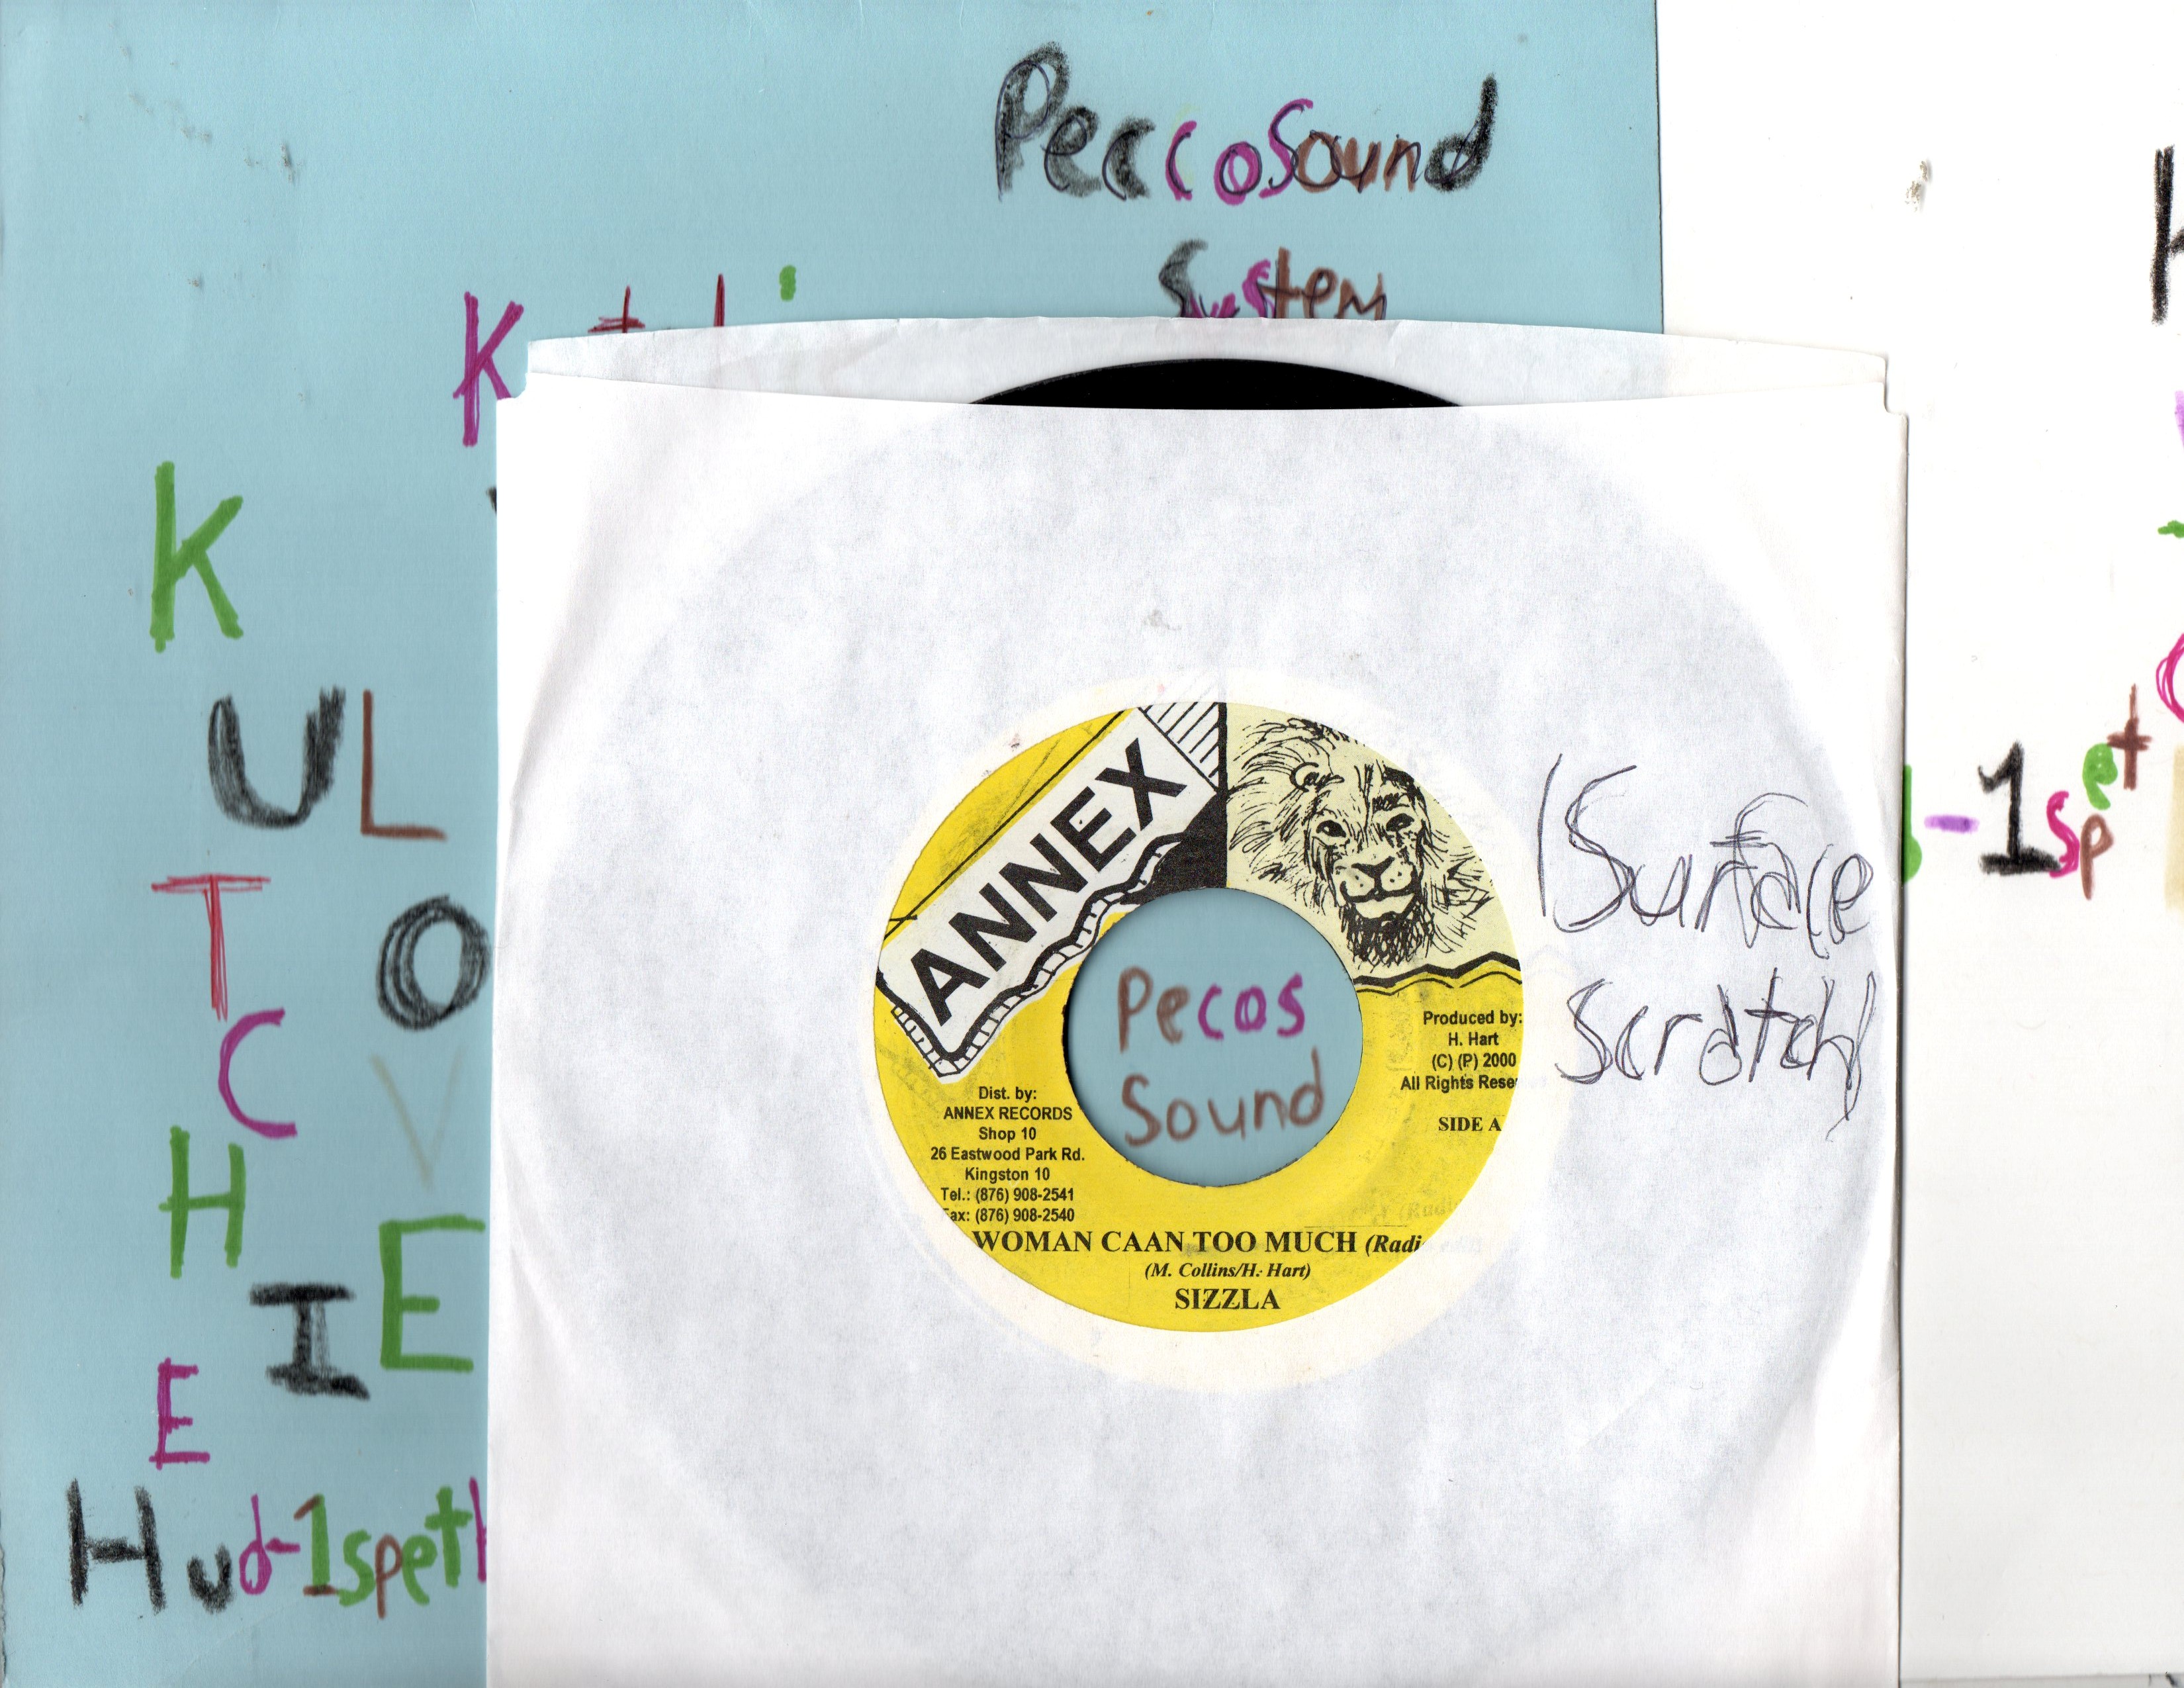 PeccoSound
System
K
K
U L
T O
C V
H E
I
E
Hud-1speth
ANNEX
Pecos
Sound
Produced by:
H. Hart
(C) (P) 2000
All Rights Rese
SIDE A
Dist. by:
ANNEX RECORDS
Shop 10
26 Eastwood Park Rd.
Kingston 10
Tel.: (876) 908-2541
Fax: (876) 908-2540
WOMAN CAAN TOO MUCH (Radi
(M. Collins/H. Hart)
SIZZLA
1 Surface
Scratch
-1spet